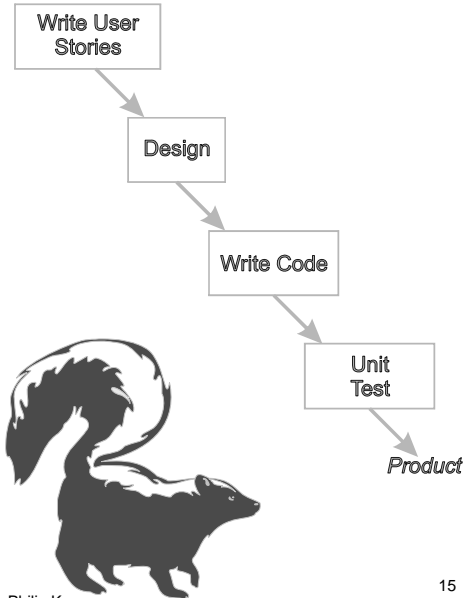 Write User
Stories
Design
Write Code
Unit
Test
Product
15